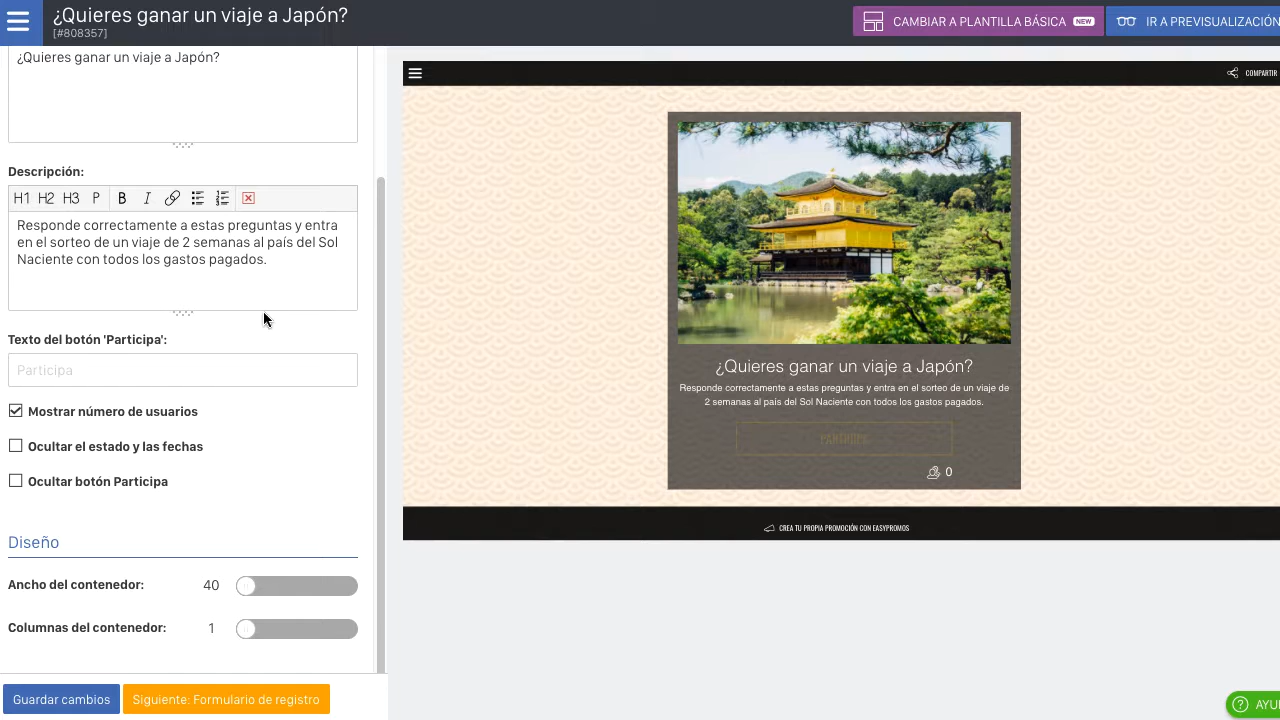 ¿Quieres ganar un viaje a Japón?
[#808357]
CAMBIAR A PLANTILLA BÁSICA NEW
IR A PREVISUALIZACIÓN
¿Quieres ganar un viaje a Japón?
Descripción:
H1 H2 H3 P B I
Responde correctamente a estas preguntas y entra
en el sorteo de un viaje de 2 semanas al país del Sol
Naciente con todos los gastos pagados.
Texto del botón 'Participa':
Participa
Mostrar número de usuarios
Ocultar el estado y las fechas
Ocultar botón Participa
Diseño
Ancho del contenedor: 40
Columnas del contenedor: 1
Guardar cambios
Siguiente: Formulario de registro
COMPARTIR
¿Quieres ganar un viaje a Japón?
Responde correctamente a estas preguntas y entra en el sorteo de un viaje de
2 semanas al país del Sol Naciente con todos los gastos pagados.
PARTICIPA
0
CREA TU PROPIA PROMOCIÓN CON EASYPROMOS